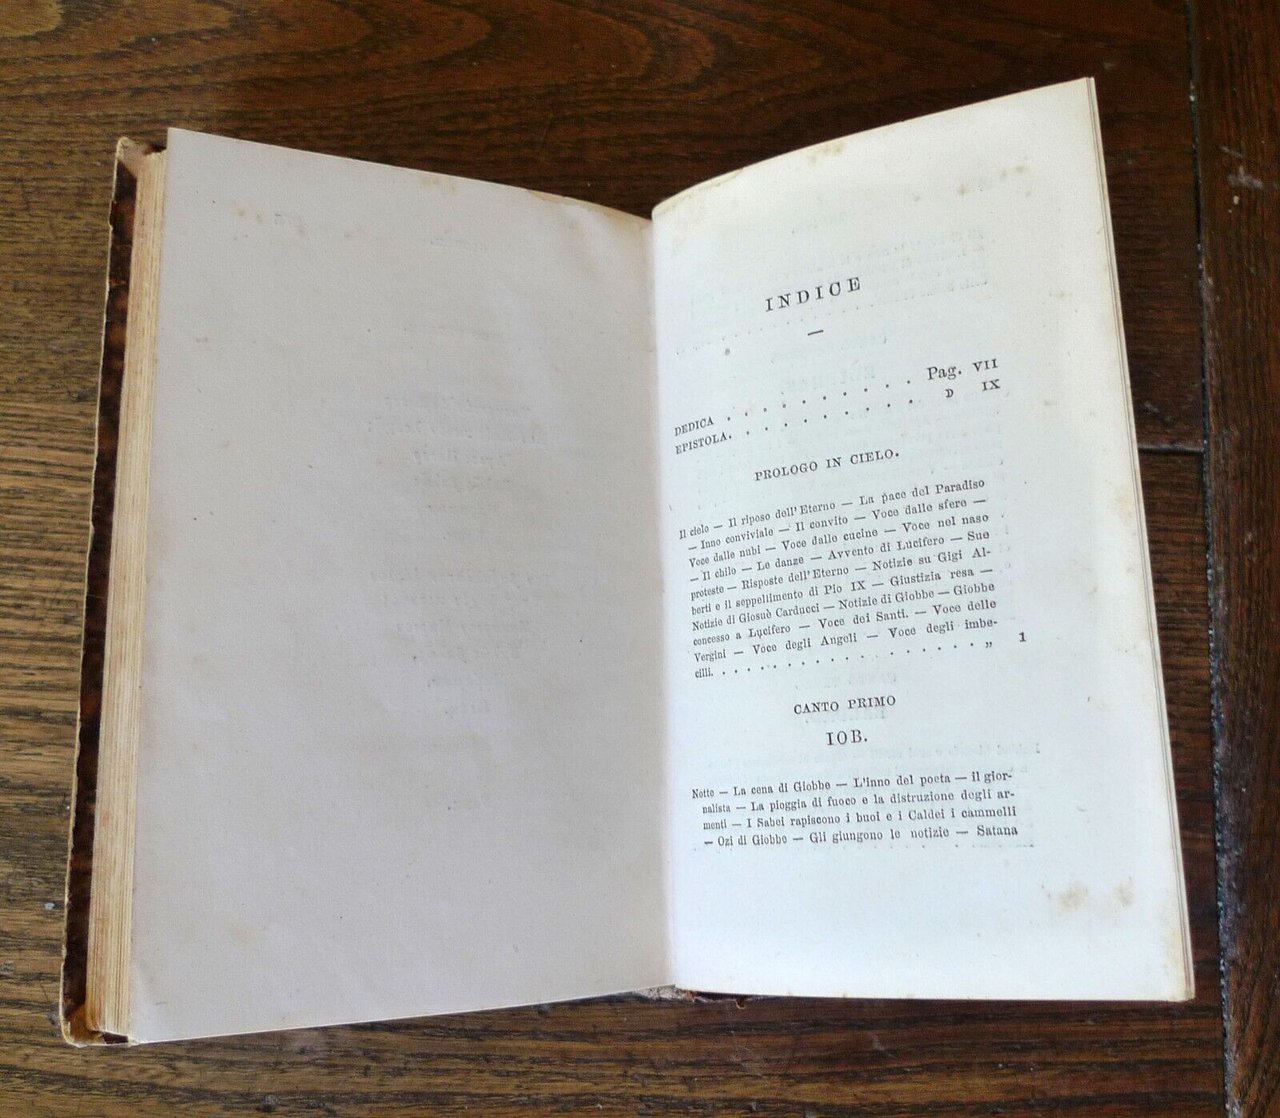 INDICE
—
DEDICA . . . . . . . . . . Pag. VII
EPISTOLA. . . . . . . . . . . D IX
PROLOGO IN CIELO.
Il cielo — Il riposo dell' Eterno — La pace del Paradiso
— Inno conviviale — Il convito — Voce dalle sfere —
Voce dalle nubi — Voce dalle cucine — Voce nel naso
— Il chilo — Le danze — Avvento di Lucifero — Sue
proteste — Risposte dell' Eterno — Notizie su Gigi Al-
berti e il seppellimento di Pio IX — Giustizia resa —
Notizie di Giosuè Carducci — Notizie di Giobbe — Giobbe
concesso a Lucifero — Voce dei Santi. — Voce delle
Vergini — Voce degli Angeli — Voce degli imbe-
cilli. . . . . . . . . . . . . . . . . . „ 1
CANTO PRIMO
IOB.
Notte — La cena di Giobbe — L'inno del poeta — il gior-
nalista — La pioggia di fuoco e la distruzione degli ar-
menti — I Sabei rapiscono i buoi e i Caldei i cammelli
— Ozi di Giobbe — Gli giungono le notizie — Satana